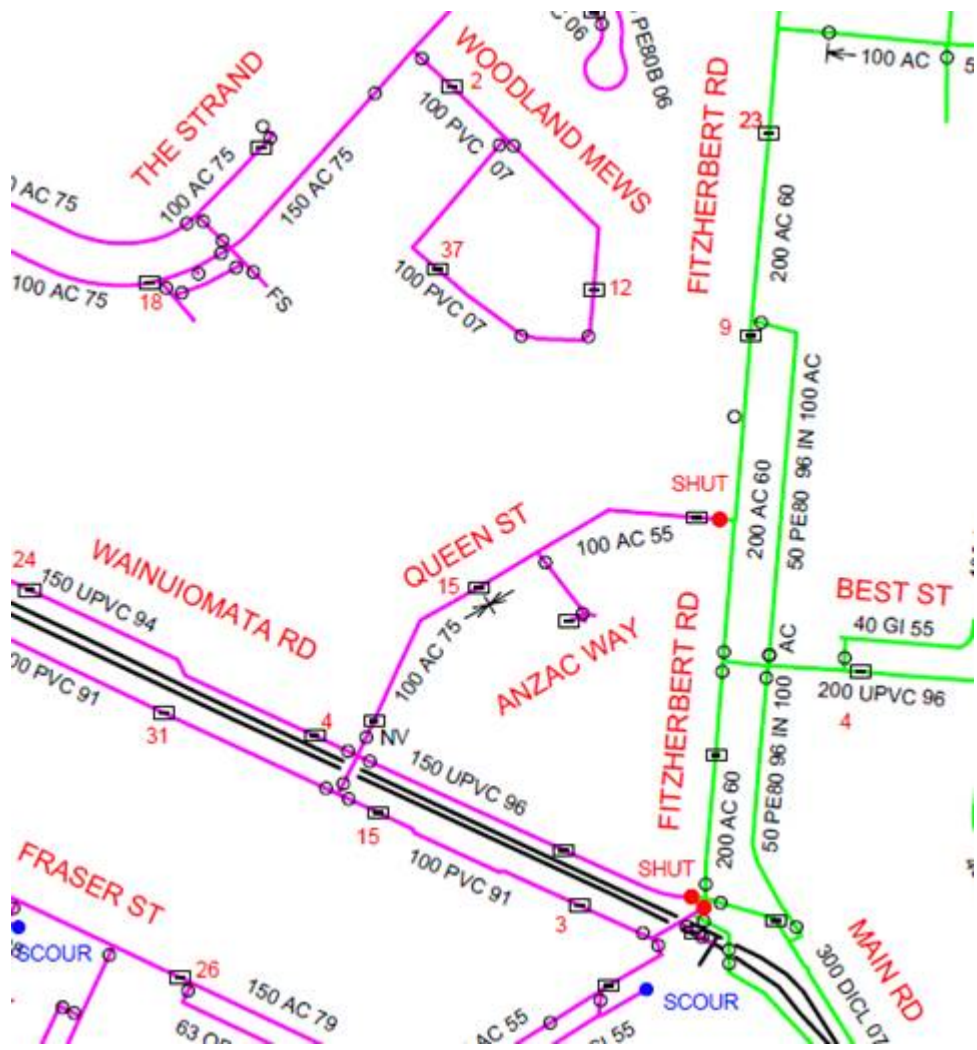 C 06
PE80B 06
100 AC
WOODLAND MEWS
2
100 PVC 07
FITZHERBERT RD
23
THE STRAND
100 AC 75
150 AC 75
AC 75
100 AC 75
18
FS
37
100 PVC 07
12
200 AC 60
9
50 PE80 96 IN 100 AC
200 AC 60
SHUT
QUEEN ST
100 AC 55
15
100 AC 75
ANZAC WAY
FITZHERBERT RD
BEST ST
40 GI 55
200 UPVC 96
4
24
WAINUIOMATA RD
150 UPVC 94
00 PVC 91
31
4
NV
150 UPVC 96
15
100 PVC 91
3
50 PE80 96 IN 100 AC
200 AC 60
SHUT
MAIN RD
300 DICL 07
FRASER ST
SCOUR
26
150 AC 79
63 OP
AC 55
GI 55
SCOUR